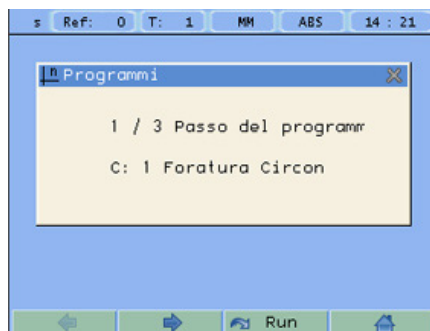 s Ref: 0 T: 1 MM ABS 14 : 21
n Programmi
1 / 3 Passo del programm
C: 1 Foratura Circon
Run